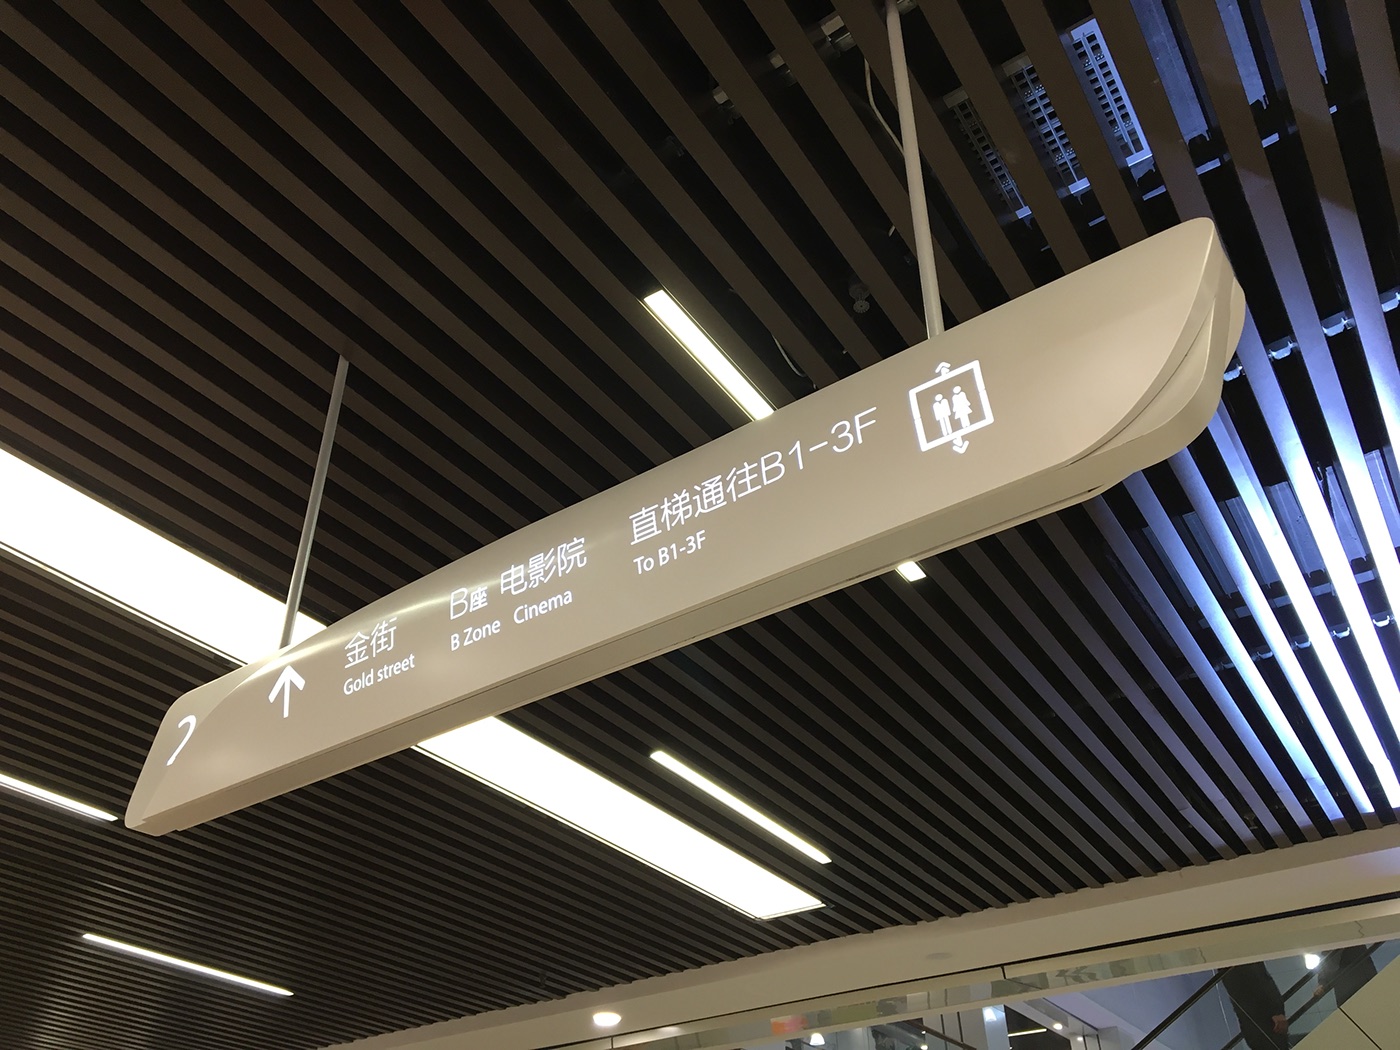 2
金街
Gold street
B座 电影院
B Zone Cinema
直梯通往B1-3F
To B1-3F